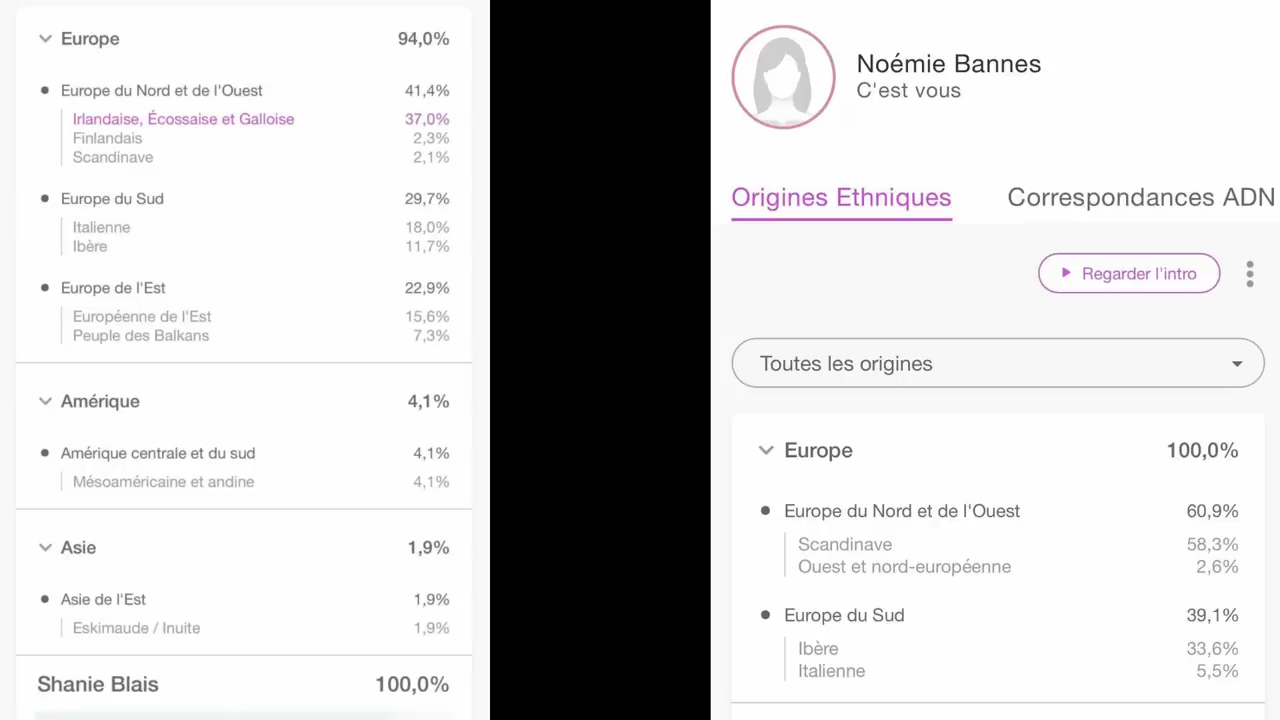 Europe 94,0%
Europe du Nord et de l'Ouest 41,4%
Irlandaise, Écossaise et Galloise 37,0%
Finlandais 2,3%
Scandinave 2,1%
Europe du Sud 29,7%
Italienne 18,0%
Ibère 11,7%
Europe de l'Est 22,9%
Européenne de l'Est 15,6%
Peuple des Balkans 7,3%
Amérique 4,1%
Amérique centrale et du sud 4,1%
Mésoaméricaine et andine 4,1%
Asie 1,9%
Asie de l'Est 1,9%
Eskimaude / Inuite 1,9%
Shanie Blais 100,0%
Noémie Bannes
C'est vous
Origines Ethniques Correspondances ADN
Regarder l'intro
Toutes les origines
Europe 100,0%
Europe du Nord et de l'Ouest 60,9%
Scandinave 58,3%
Ouest et nord-européenne 2,6%
Europe du Sud 39,1%
Ibère 33,6%
Italienne 5,5%